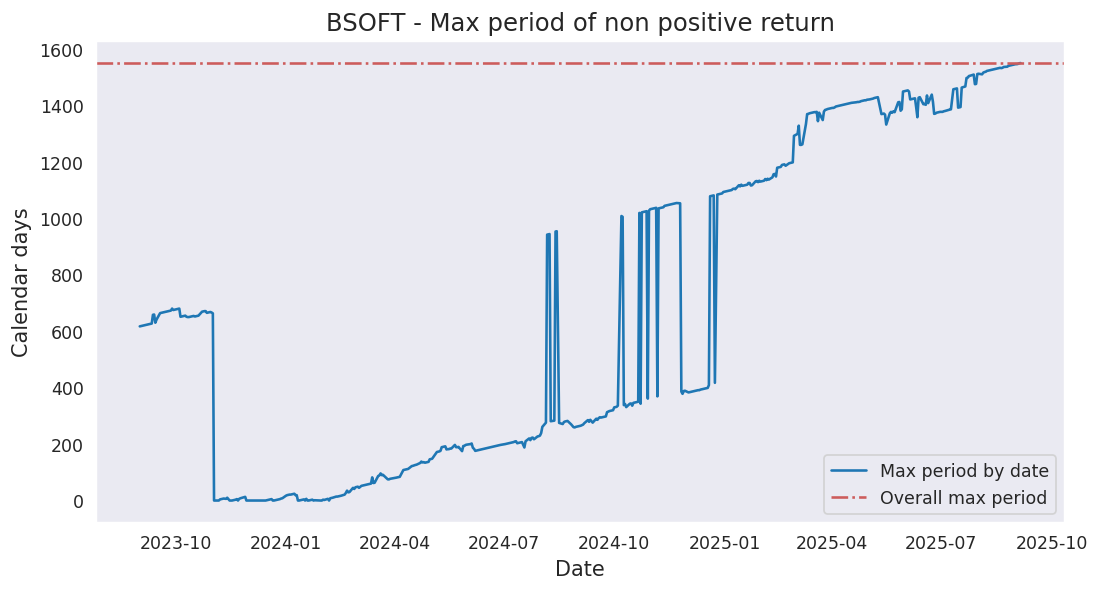 BSOFT - Max period of non positive return
Calendar days
1600
1400
1200
1000
800
600
400
200
0
2023-10 2024-01 2024-04 2024-07 2024-10 2025-01 2025-04 2025-07 2025-10
Date
Max period by date
Overall max period